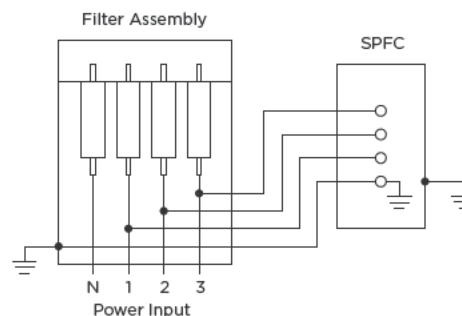 Filter Assembly
SPFC
N 1 2 3
Power Input